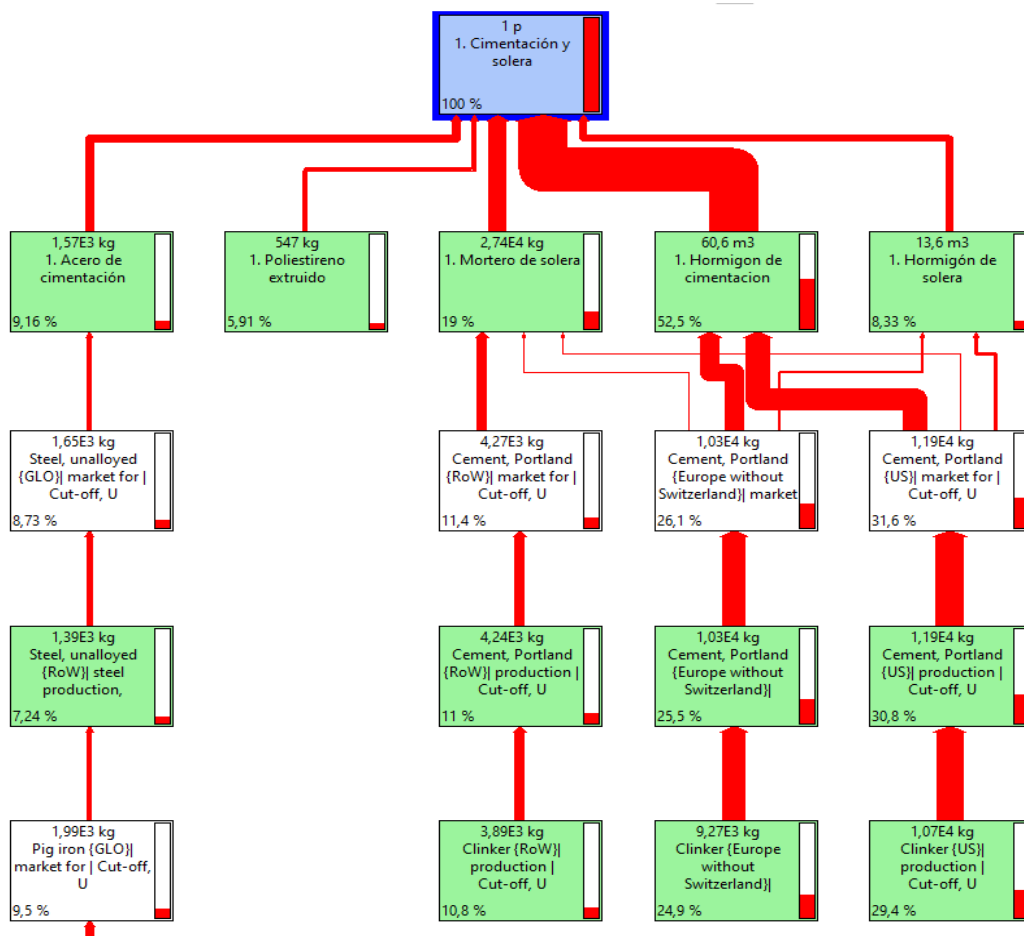 1 p
1. Cimentación y
solera
100 %
1,57E3 kg
1. Acero de
cimentación
9,16 %
547 kg
1. Poliestireno
extruido
5,91 %
2,74E4 kg
1. Mortero de solera
19 %
60,6 m3
1. Hormigon de
cimentacion
52,5 %
13,6 m3
1. Hormigón de
solera
8,33 %
1,65E3 kg
Steel, unalloyed
{GLO}| market for |
Cut-off, U
8,73 %
4,27E3 kg
Cement, Portland
{RoW}| market for |
Cut-off, U
11,4 %
1,03E4 kg
Cement, Portland
{Europe without
Switzerland}| market
26,1 %
1,19E4 kg
Cement, Portland
{US}| market for |
Cut-off, U
31,6 %
1,39E3 kg
Steel, unalloyed
{RoW}| steel
production,
7,24 %
4,24E3 kg
Cement, Portland
{RoW}| production |
Cut-off, U
11 %
1,03E4 kg
Cement, Portland
{Europe without
Switzerland}|
25,5 %
1,19E4 kg
Cement, Portland
{US}| production |
Cut-off, U
30,8 %
1,99E3 kg
Pig iron {GLO}|
market for | Cut-off,
U
9,5 %
3,89E3 kg
Clinker {RoW}|
production |
Cut-off, U
10,8 %
9,27E3 kg
Clinker {Europe
without
Switzerland}|
24,9 %
1,07E4 kg
Clinker {US}|
production |
Cut-off, U
29,4 %